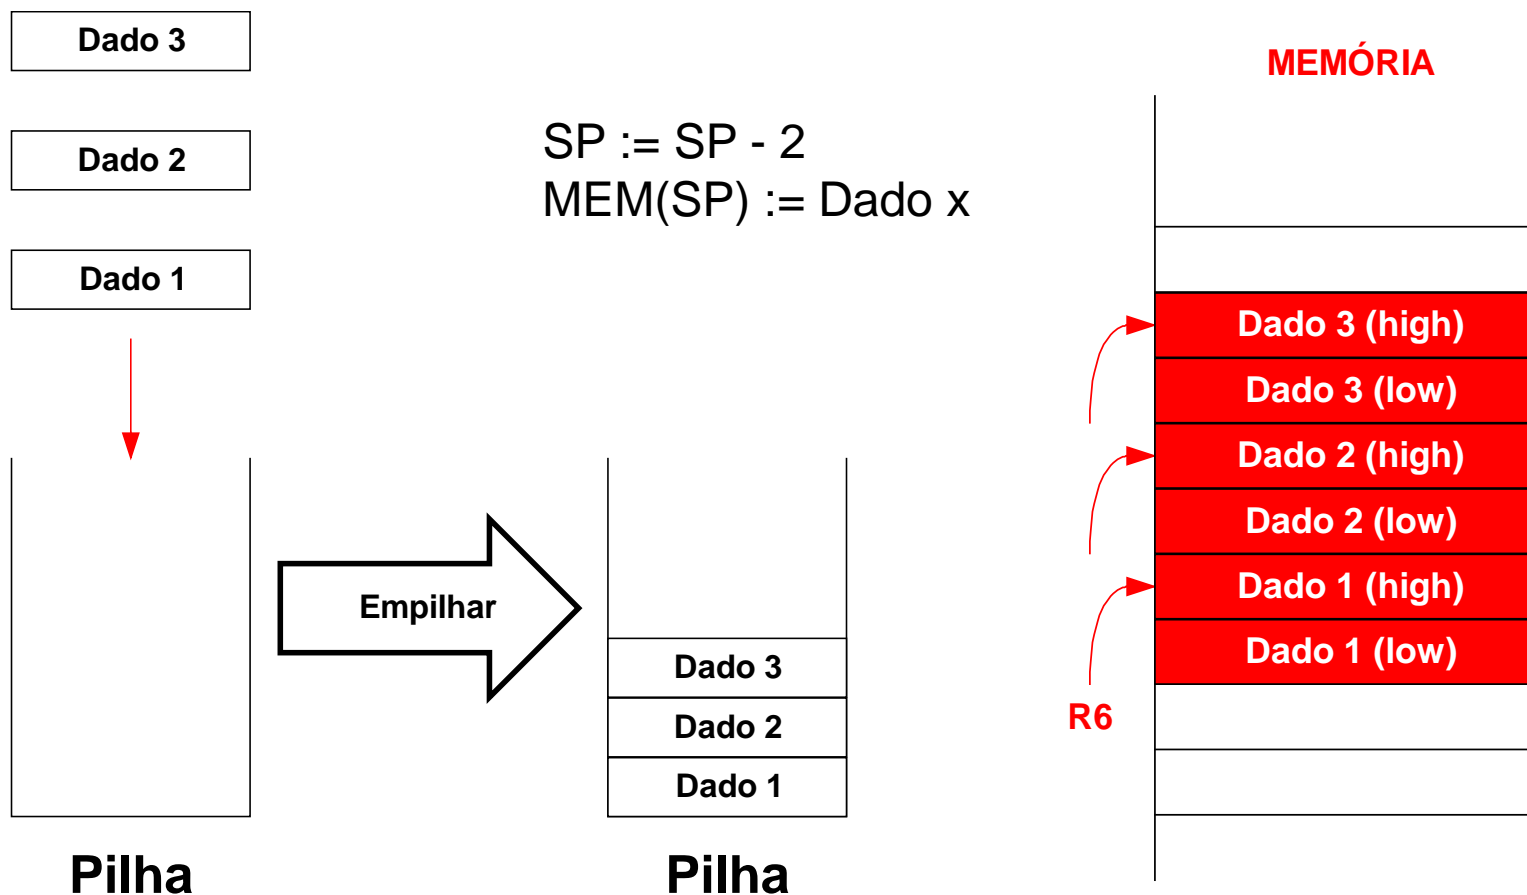 Dado 3
Dado 2
Dado 1
Pilha
Empilhar
SP := SP - 2
MEM(SP) := Dado x
Dado 3
Dado 2
Dado 1
Pilha
MEMÓRIA
Dado 3 (high)
Dado 3 (low)
Dado 2 (high)
Dado 2 (low)
Dado 1 (high)
Dado 1 (low)
R6